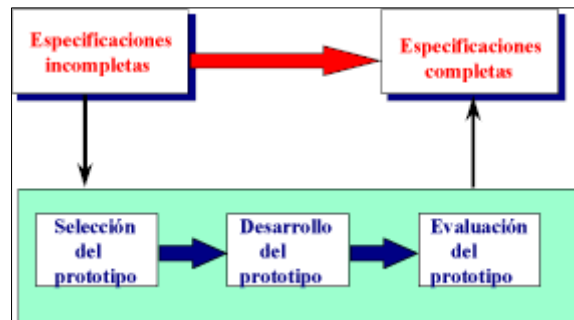 Especificaciones
incompletas
Especificaciones
completas
Selección
del
prototipo
Desarrollo
del
prototipo
Evaluación
del
prototipo